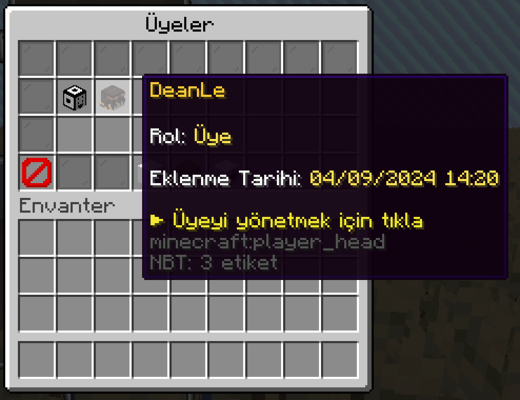 Üyeler
DeanLe
Rol: Üye
Eklenme Tarihi: 04/09/2024 14:20
► Üyeyi yönetmek için tıkla
minecraft:player_head
NBT: 3 etiket
Envanter